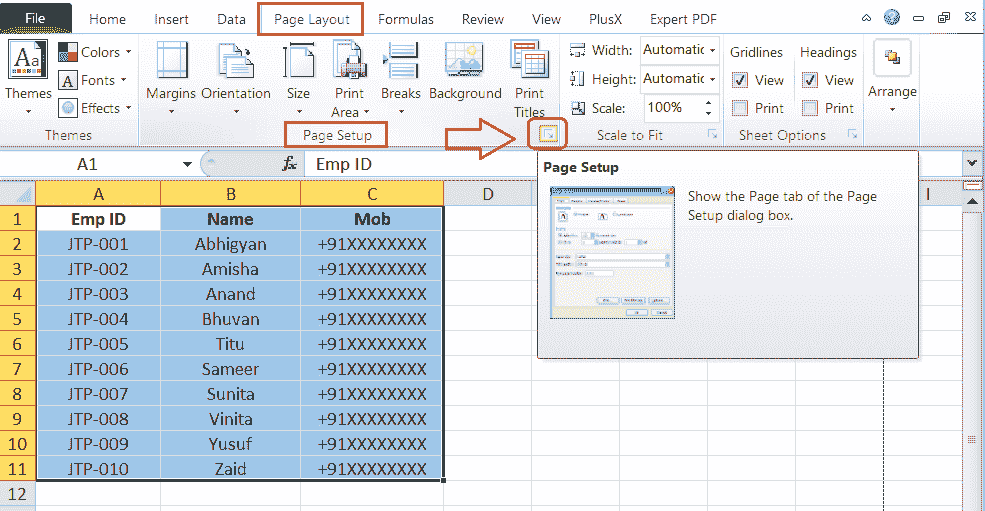 File Home Insert Data Page Layout Formulas Review View PlusX Expert PDF
Colors
Fonts
Effects
Themes
Themes
Margins Orientation Size Print Area Breaks Background Print Titles
Page Setup
Width: Automatic
Height: Automatic
Scale: 100%
Scale to Fit
Gridlines Headings
View View
Print Print
Sheet Options
Arrange
A1 fx Emp ID
Page Setup
Show the Page tab of the Page
Setup dialog box.
A B C D I
1 Emp ID Name Mob
2 JTP-001 Abhigyan +91XXXXXXXX
3 JTP-002 Amisha +91XXXXXXXX
4 JTP-003 Anand +91XXXXXXXX
5 JTP-004 Bhuvan +91XXXXXXXX
6 JTP-005 Titu +91XXXXXXXX
7 JTP-006 Sameer +91XXXXXXXX
8 JTP-007 Sunita +91XXXXXXXX
9 JTP-008 Vinita +91XXXXXXXX
10 JTP-009 Yusuf +91XXXXXXXX
11 JTP-010 Zaid +91XXXXXXXX
12